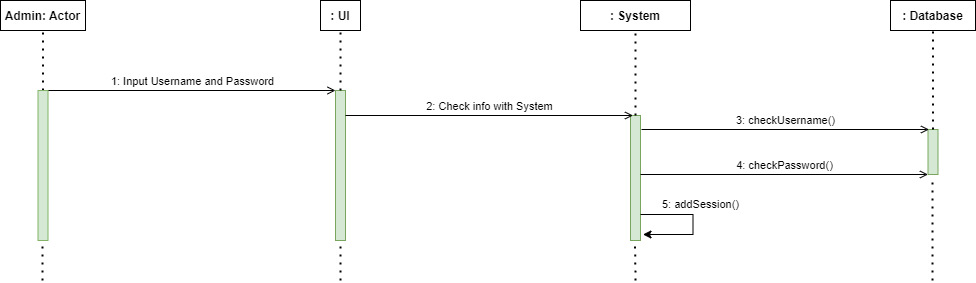 Admin: Actor
: UI
: System
: Database
1: Input Username and Password
2: Check info with System
3: checkUsername()
4: checkPassword()
5: addSession()